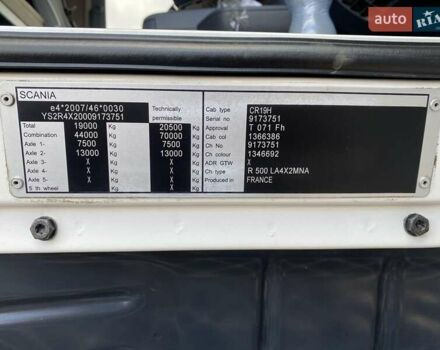 auto RIA
SCANIA
e4*2007/46*0030
YS2R4X20009173751
Technically permissible
Total 19000 Kg 20500 Kg
Combination 44000 Kg 70000 Kg
Axle 1- 7500 Kg 7500 Kg
Axle 2- 13000 Kg 13000 Kg
Axle 3- X Kg X Kg
Axle 4- X Kg X Kg
Axle 5- X Kg X Kg
5 th. wheel X Kg X Kg
Cab type CR19H
Serial no 9173751
Approval T 071 Fh
Cab col 1366386
Ch No 9173751
Ch colour 1346692
ADR GTW X
Ch. type R 500 LA4X2MNA
Produced in FRANCE